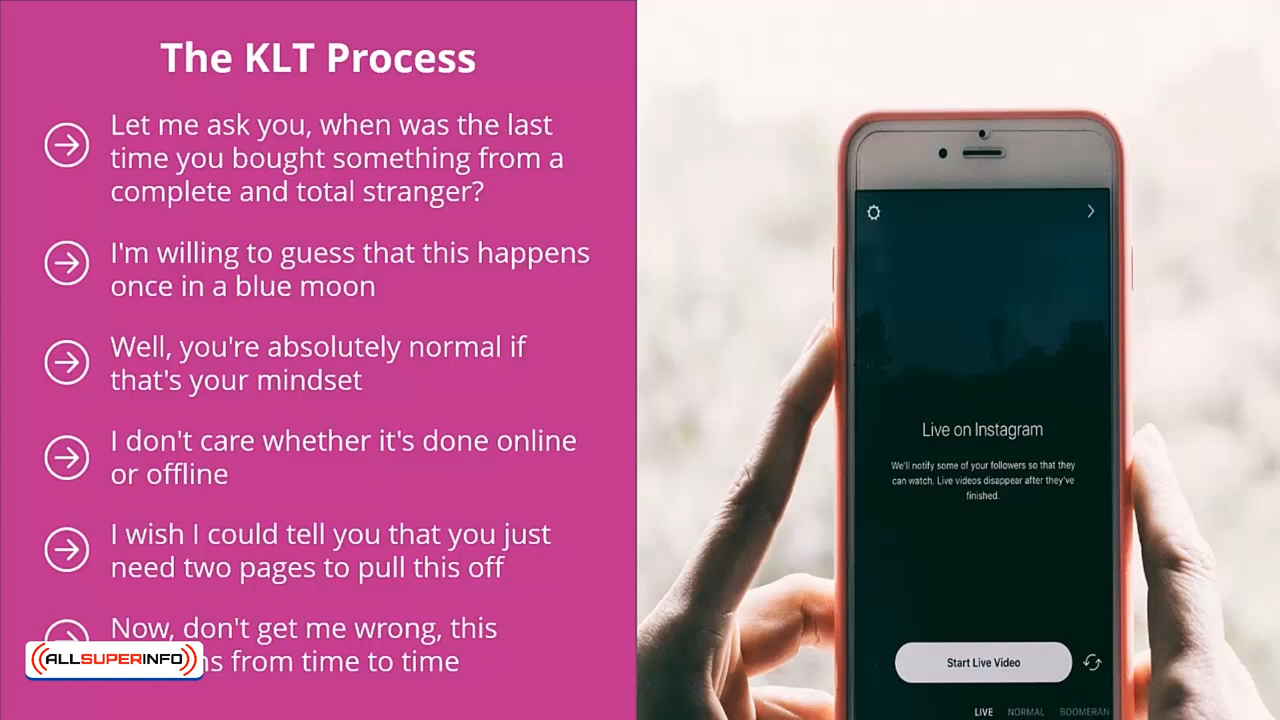 The KLT Process
Let me ask you, when was the last
time you bought something from a
complete and total stranger?
I'm willing to guess that this happens
once in a blue moon
Well, you're absolutely normal if
that's your mindset
I don't care whether it's done online
or offline
I wish I could tell you that you just
need two pages to pull this off
Now, don't get me wrong, this
from time to time
ALLSUPERINFO
Live on Instagram
We'll notify some of your followers so that they
can watch. Live videos disappear after they've
finished.
Start Live Video
LIVE NORMAL BOOMERAN